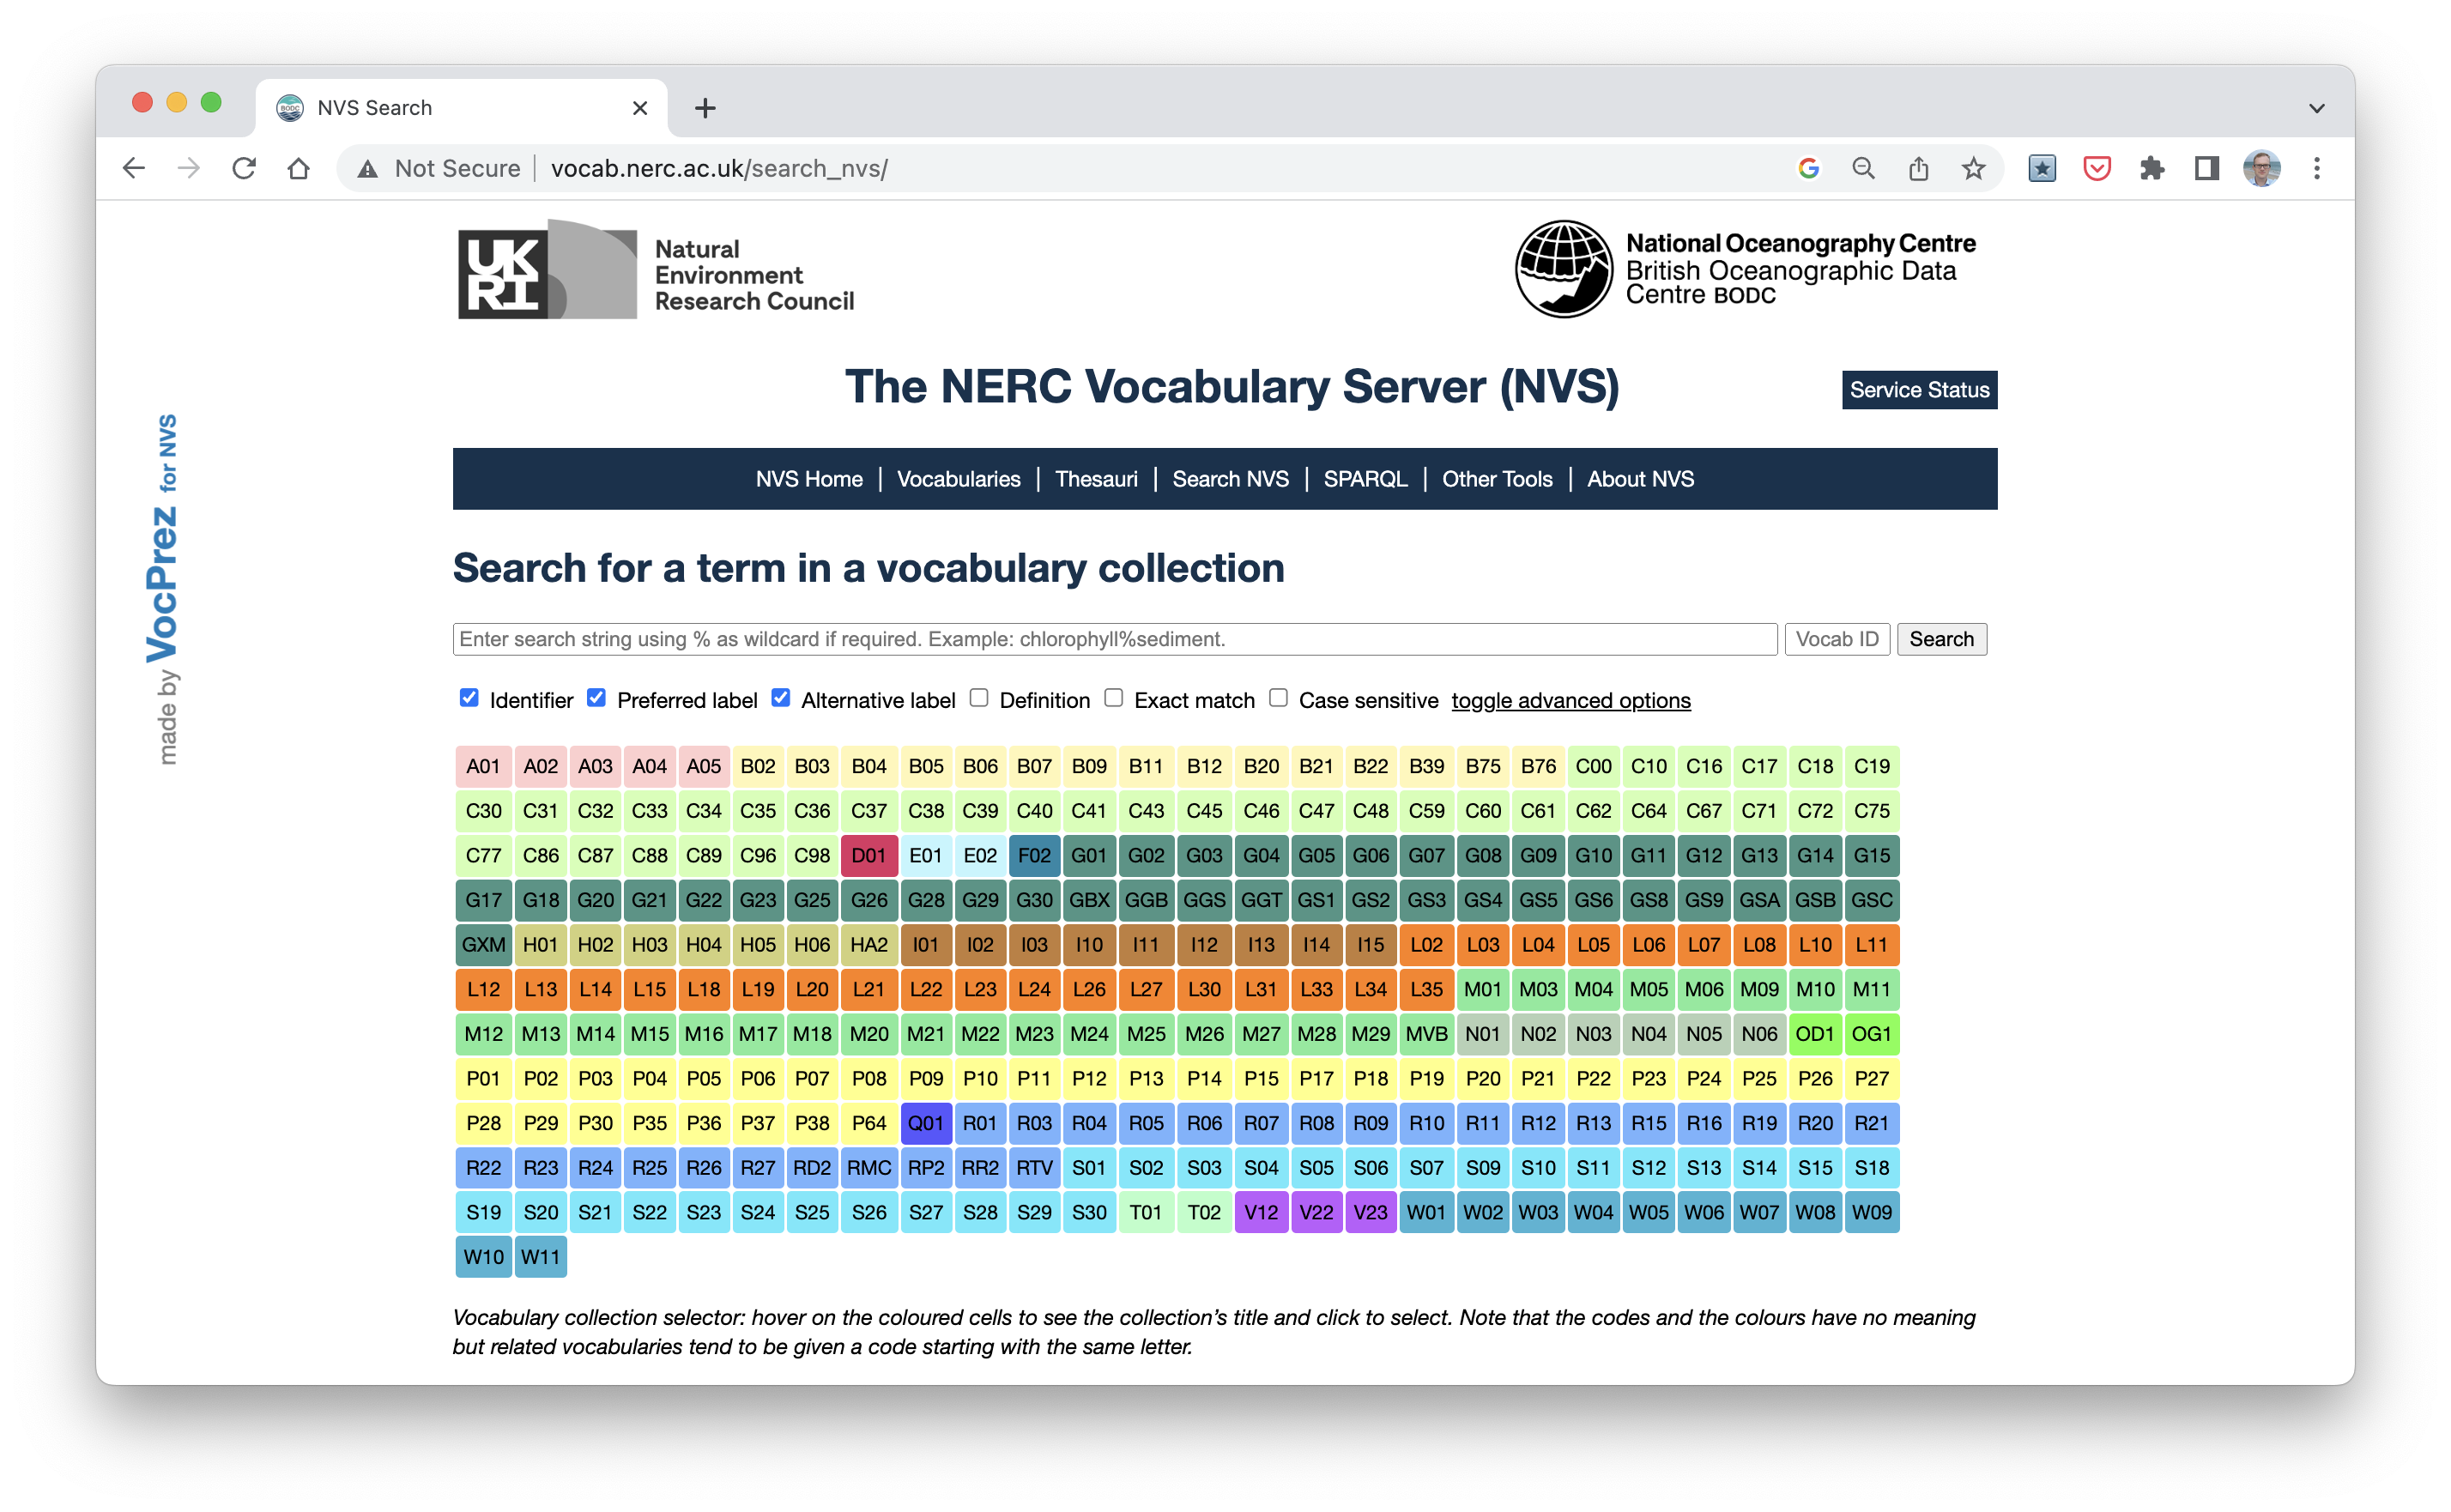 NVS Search
Not Secure | vocab.nerc.ac.uk/search_nvs/
UK
RI
Natural
Environment
Research Council
National Oceanography Centre
British Oceanographic Data
Centre BODC
The NERC Vocabulary Server (NVS)
Service Status
NVS Home | Vocabularies | Thesauri | Search NVS | SPARQL | Other Tools | About NVS
made by VocPrez for NVS
Search for a term in a vocabulary collection
Enter search string using % as wildcard if required. Example: chlorophyll%sediment. Vocab ID Search
Identifier Preferred label Alternative label Definition Exact match Case sensitive toggle advanced options
A01 A02 A03 A04 A05 B02 B03 B04 B05 B06 B07 B09 B11 B12 B20 B21 B22 B39 B75 B76 C00 C10 C16 C17 C18 C19
C30 C31 C32 C33 C34 C35 C36 C37 C38 C39 C40 C41 C43 C45 C46 C47 C48 C59 C60 C61 C62 C64 C67 C71 C72 C75
C77 C86 C87 C88 C89 C96 C98 D01 E01 E02 F02 G01 G02 G03 G04 G05 G06 G07 G08 G09 G10 G11 G12 G13 G14 G15
G17 G18 G20 G21 G22 G23 G25 G26 G28 G29 G30 GBX GGB GGS GGT GS1 GS2 GS3 GS4 GS5 GS6 GS8 GS9 GSA GSB GSC
GXM H01 H02 H03 H04 H05 H06 HA2 I01 I02 I03 I10 I11 I12 I13 I14 I15 L02 L03 L04 L05 L06 L07 L08 L10 L11
L12 L13 L14 L15 L18 L19 L20 L21 L22 L23 L24 L26 L27 L30 L31 L33 L34 L35 M01 M03 M04 M05 M06 M09 M10 M11
M12 M13 M14 M15 M16 M17 M18 M20 M21 M22 M23 M24 M25 M26 M27 M28 M29 MVB N01 N02 N03 N04 N05 N06 OD1 OG1
P01 P02 P03 P04 P05 P06 P07 P08 P09 P10 P11 P12 P13 P14 P15 P17 P18 P19 P20 P21 P22 P23 P24 P25 P26 P27
P28 P29 P30 P35 P36 P37 P38 P64 Q01 R01 R03 R04 R05 R06 R07 R08 R09 R10 R11 R12 R13 R15 R16 R19 R20 R21
R22 R23 R24 R25 R26 R27 RD2 RMC RP2 RR2 RTV S01 S02 S03 S04 S05 S06 S07 S09 S10 S11 S12 S13 S14 S15 S18
S19 S20 S21 S22 S23 S24 S25 S26 S27 S28 S29 S30 T01 T02 V12 V22 V23 W01 W02 W03 W04 W05 W06 W07 W08 W09
W10 W11
Vocabulary collection selector: hover on the coloured cells to see the collection's title and click to select. Note that the codes and the colours have no meaning
but related vocabularies tend to be given a code starting with the same letter.